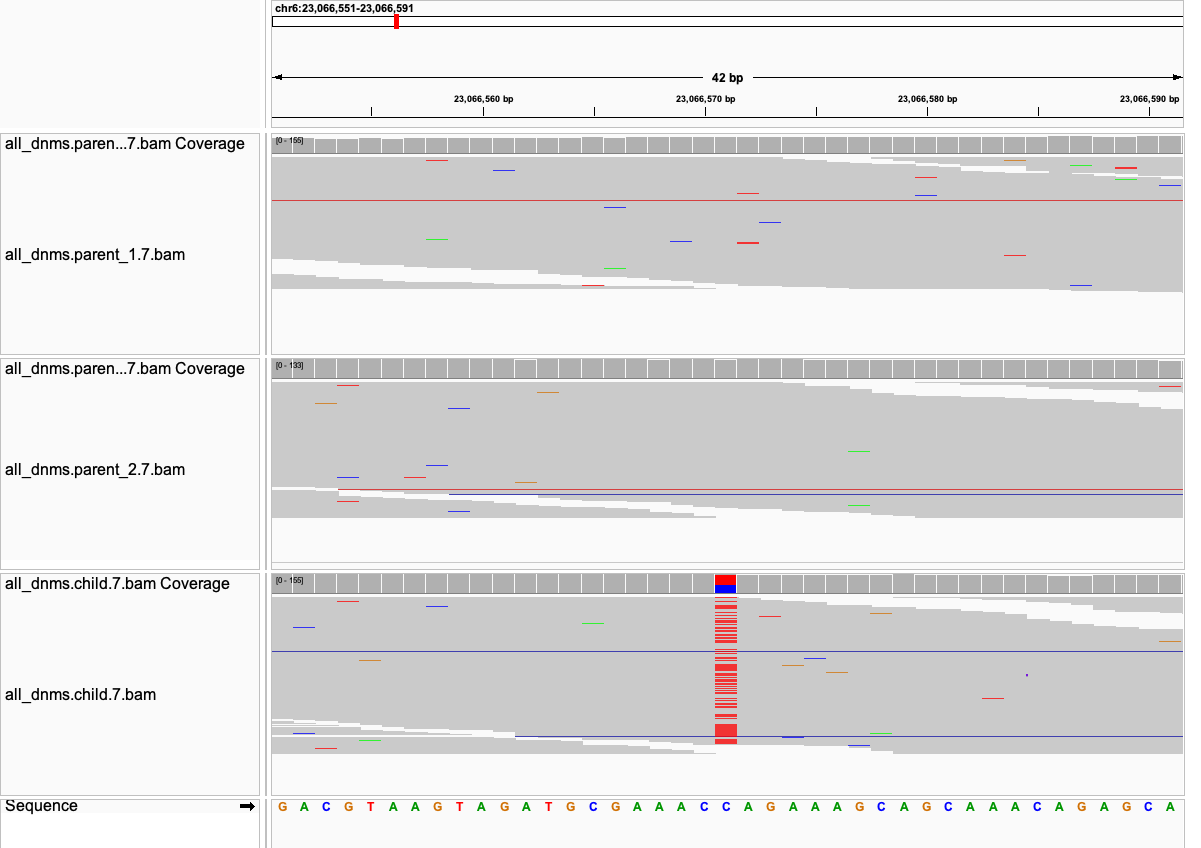 chr6:23,066,551-23,066,591
42 bp
23,066,560 bp 23,066,570 bp 23,066,580 bp 23,066,590 bp
all_dnms.paren...7.bam Coverage
[0 - 155]
all_dnms.parent_1.7.bam
all_dnms.paren...7.bam Coverage
[0 - 133]
all_dnms.parent_2.7.bam
all_dnms.child.7.bam Coverage
[0 - 155]
all_dnms.child.7.bam
Sequence G A C G T A A G T A G A T G C G A A A C C A G A A A G C A G C A A A C A G A G C A